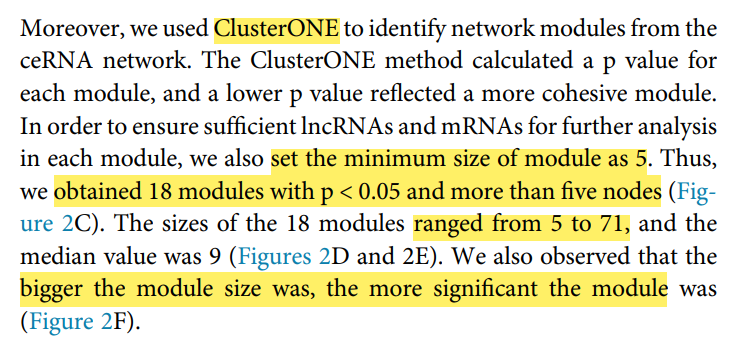 Moreover, we used ClusterONE to identify network modules from the
ceRNA network. The ClusterONE method calculated a p value for
each module, and a lower p value reflected a more cohesive module.
In order to ensure sufficient lncRNAs and mRNAs for further analysis
in each module, we also set the minimum size of module as 5. Thus,
we obtained 18 modules with p < 0.05 and more than five nodes (Fig-
ure 2C). The sizes of the 18 modules ranged from 5 to 71, and the
median value was 9 (Figures 2D and 2E). We also observed that the
bigger the module size was, the more significant the module was
(Figure 2F).